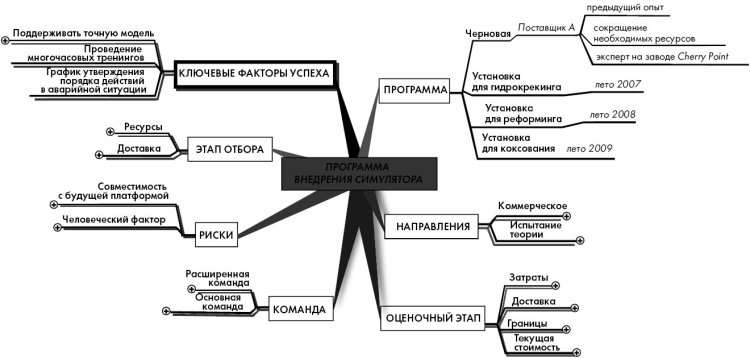 Поддерживать точную модель
Проведение
многочасовых тренингов
График утверждения
порядка действий
в аварийной ситуации
КЛЮЧЕВЫЕ ФАКТОРЫ УСПЕХА
Ресурсы
Доставка
ЭТАП ОТБОРА
Совместимость
с будущей платформой
Человеческий фактор
РИСКИ
Расширенная
команда
Основная
команда
КОМАНДА
ПРОГРАММА
ВНЕДРЕНИЯ СИМУЛЯТОРА
ПРОГРАММА
Черновая
Поставщик А
предыдущий опыт
сокращение
необходимых ресурсов
эксперт на заводе Cherry Point
Установка
для гидрокрекинга
лето 2007
Установка
для реформинга
лето 2008
Установка
для коксования
лето 2009
НАПРАВЛЕНИЯ
Коммерческое
Испытание
теории
ОЦЕНОЧНЫЙ ЭТАП
Затраты
Доставка
Границы
Текущая
стоимость